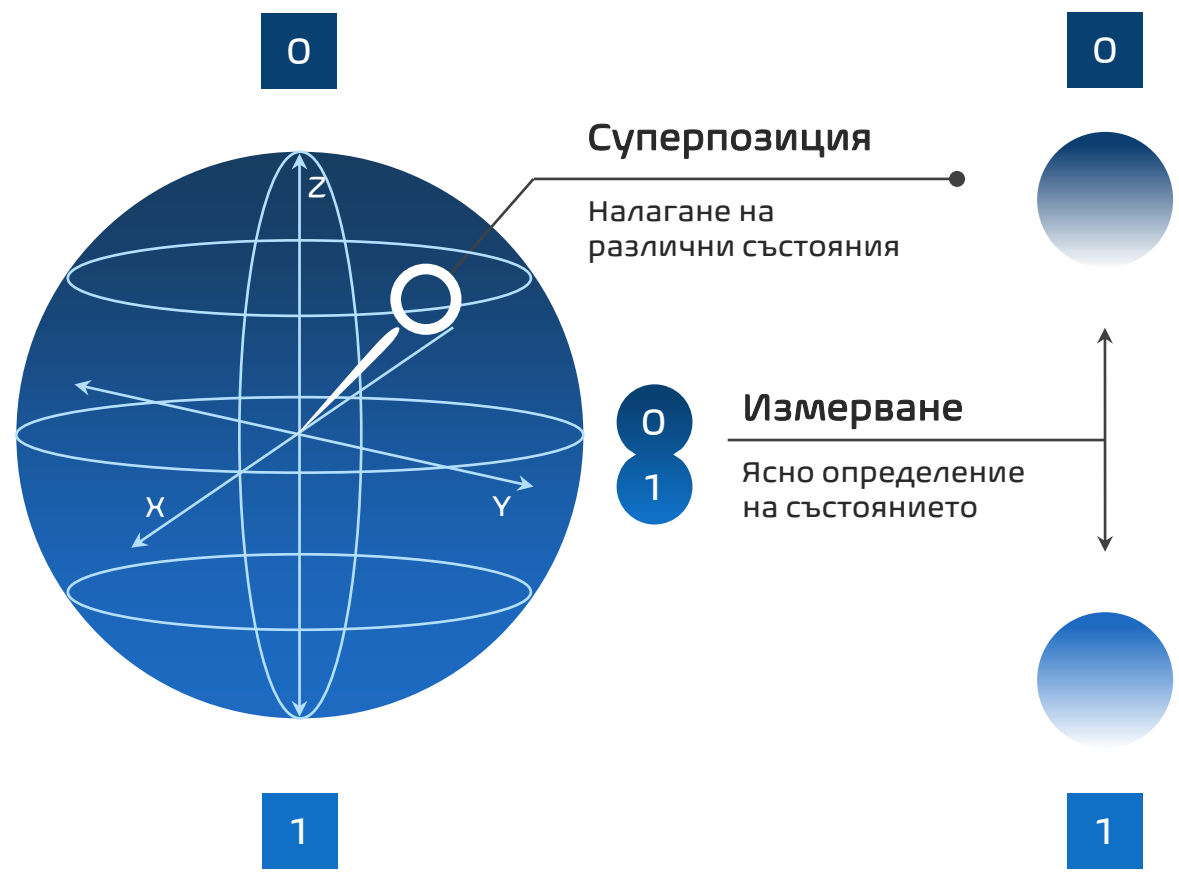 0
0
Суперпозиция
Z
Налагане на
различни състояния
0
Измерване
1
Ясно определение
X
Y
на състоянието
1
1